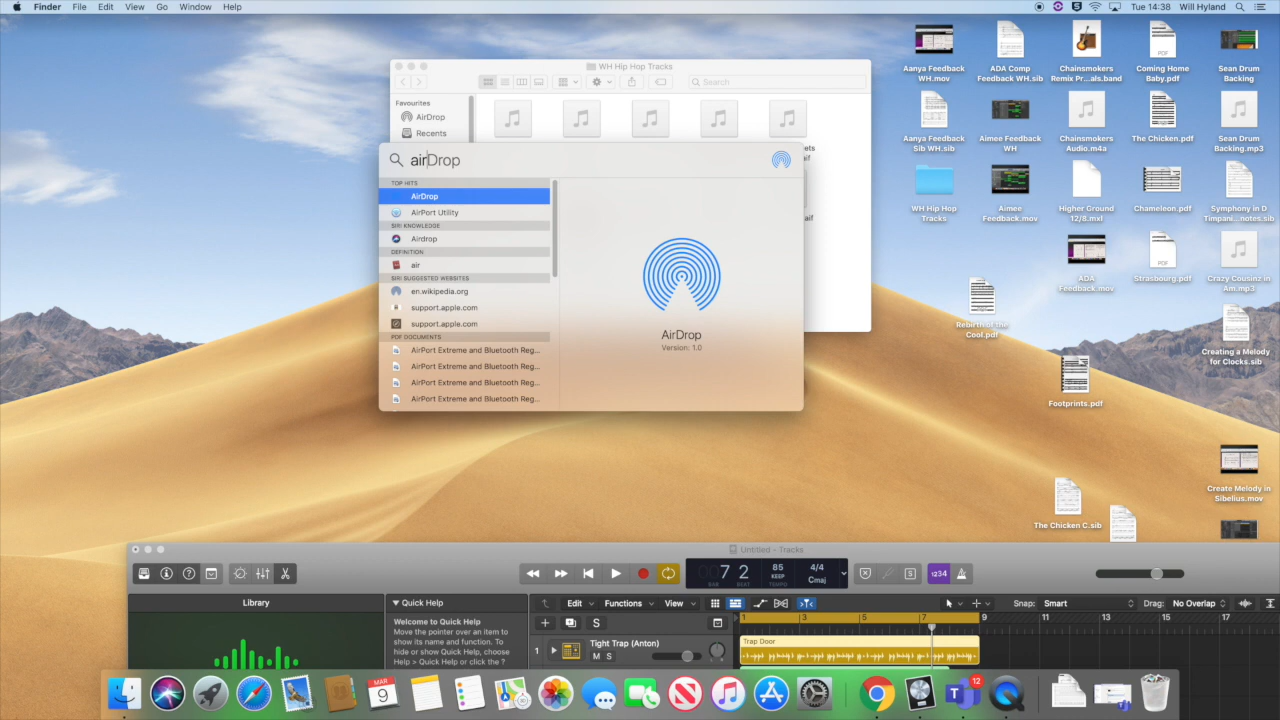 Finder File Edit View Go Window Help
Tue 14:38 Will Hyland
WH Hip Hop Tracks
Search
Favourites
AirDrop
Recents
airDrop
TOP HITS
AirDrop
AirPort Utility
SIRI KNOWLEDGE
Airdrop
DEFINITION
air
SIRI SUGGESTED WEBSITES
en.wikipedia.org
support.apple.com
support.apple.com
PDF DOCUMENTS
AirPort Extreme and Bluetooth Reg...
AirPort Extreme and Bluetooth Reg...
AirPort Extreme and Bluetooth Reg...
AirPort Extreme and Bluetooth Reg...
AirDrop
Version: 1.0
Aanya Feedback
WH.mov
ADA Comp
Feedback WH.sib
Chainsmokers
Remix Pr...als.band
PDF
Coming Home
Baby.pdf
Sean Drum
Backing
Aanya Feedback
Sib WH.sib
Aimee Feedback
WH
Chainsmokers
Audio.m4a
The Chicken.pdf
Sean Drum
Backing.mp3
WH Hip Hop
Tracks
Aimee
Feedback.mov
Higher Ground
12/8.mxl
Chameleon.pdf
Symphony in D
Timpani...notes.sib
ADA
Feedback.mov
PDF
Strasbourg.pdf
Crazy Cousinz in
Am.mp3
Rebirth of the
Cool.pdf
Creating a Melody
for Clocks.sib
Footprints.pdf
Create Melody in
Sibelius.mov
The Chicken C.sib
Untitled - Tracks
007 2
BAR BEAT
85
KEEP
TEMPO
4/4
Cmaj
S
1234
Library
Quick Help
Edit Functions View
Snap: Smart
Drag: No Overlap
Welcome to Quick Help
Move the pointer over an item to
show its name and function. To
hide or show Quick Help, choose
Help > Quick Help or click the ?
S
1 3 5 7 9 11 13 15 17
1
Tight Trap (Anton)
M S
Trap Door
MAR
9
12